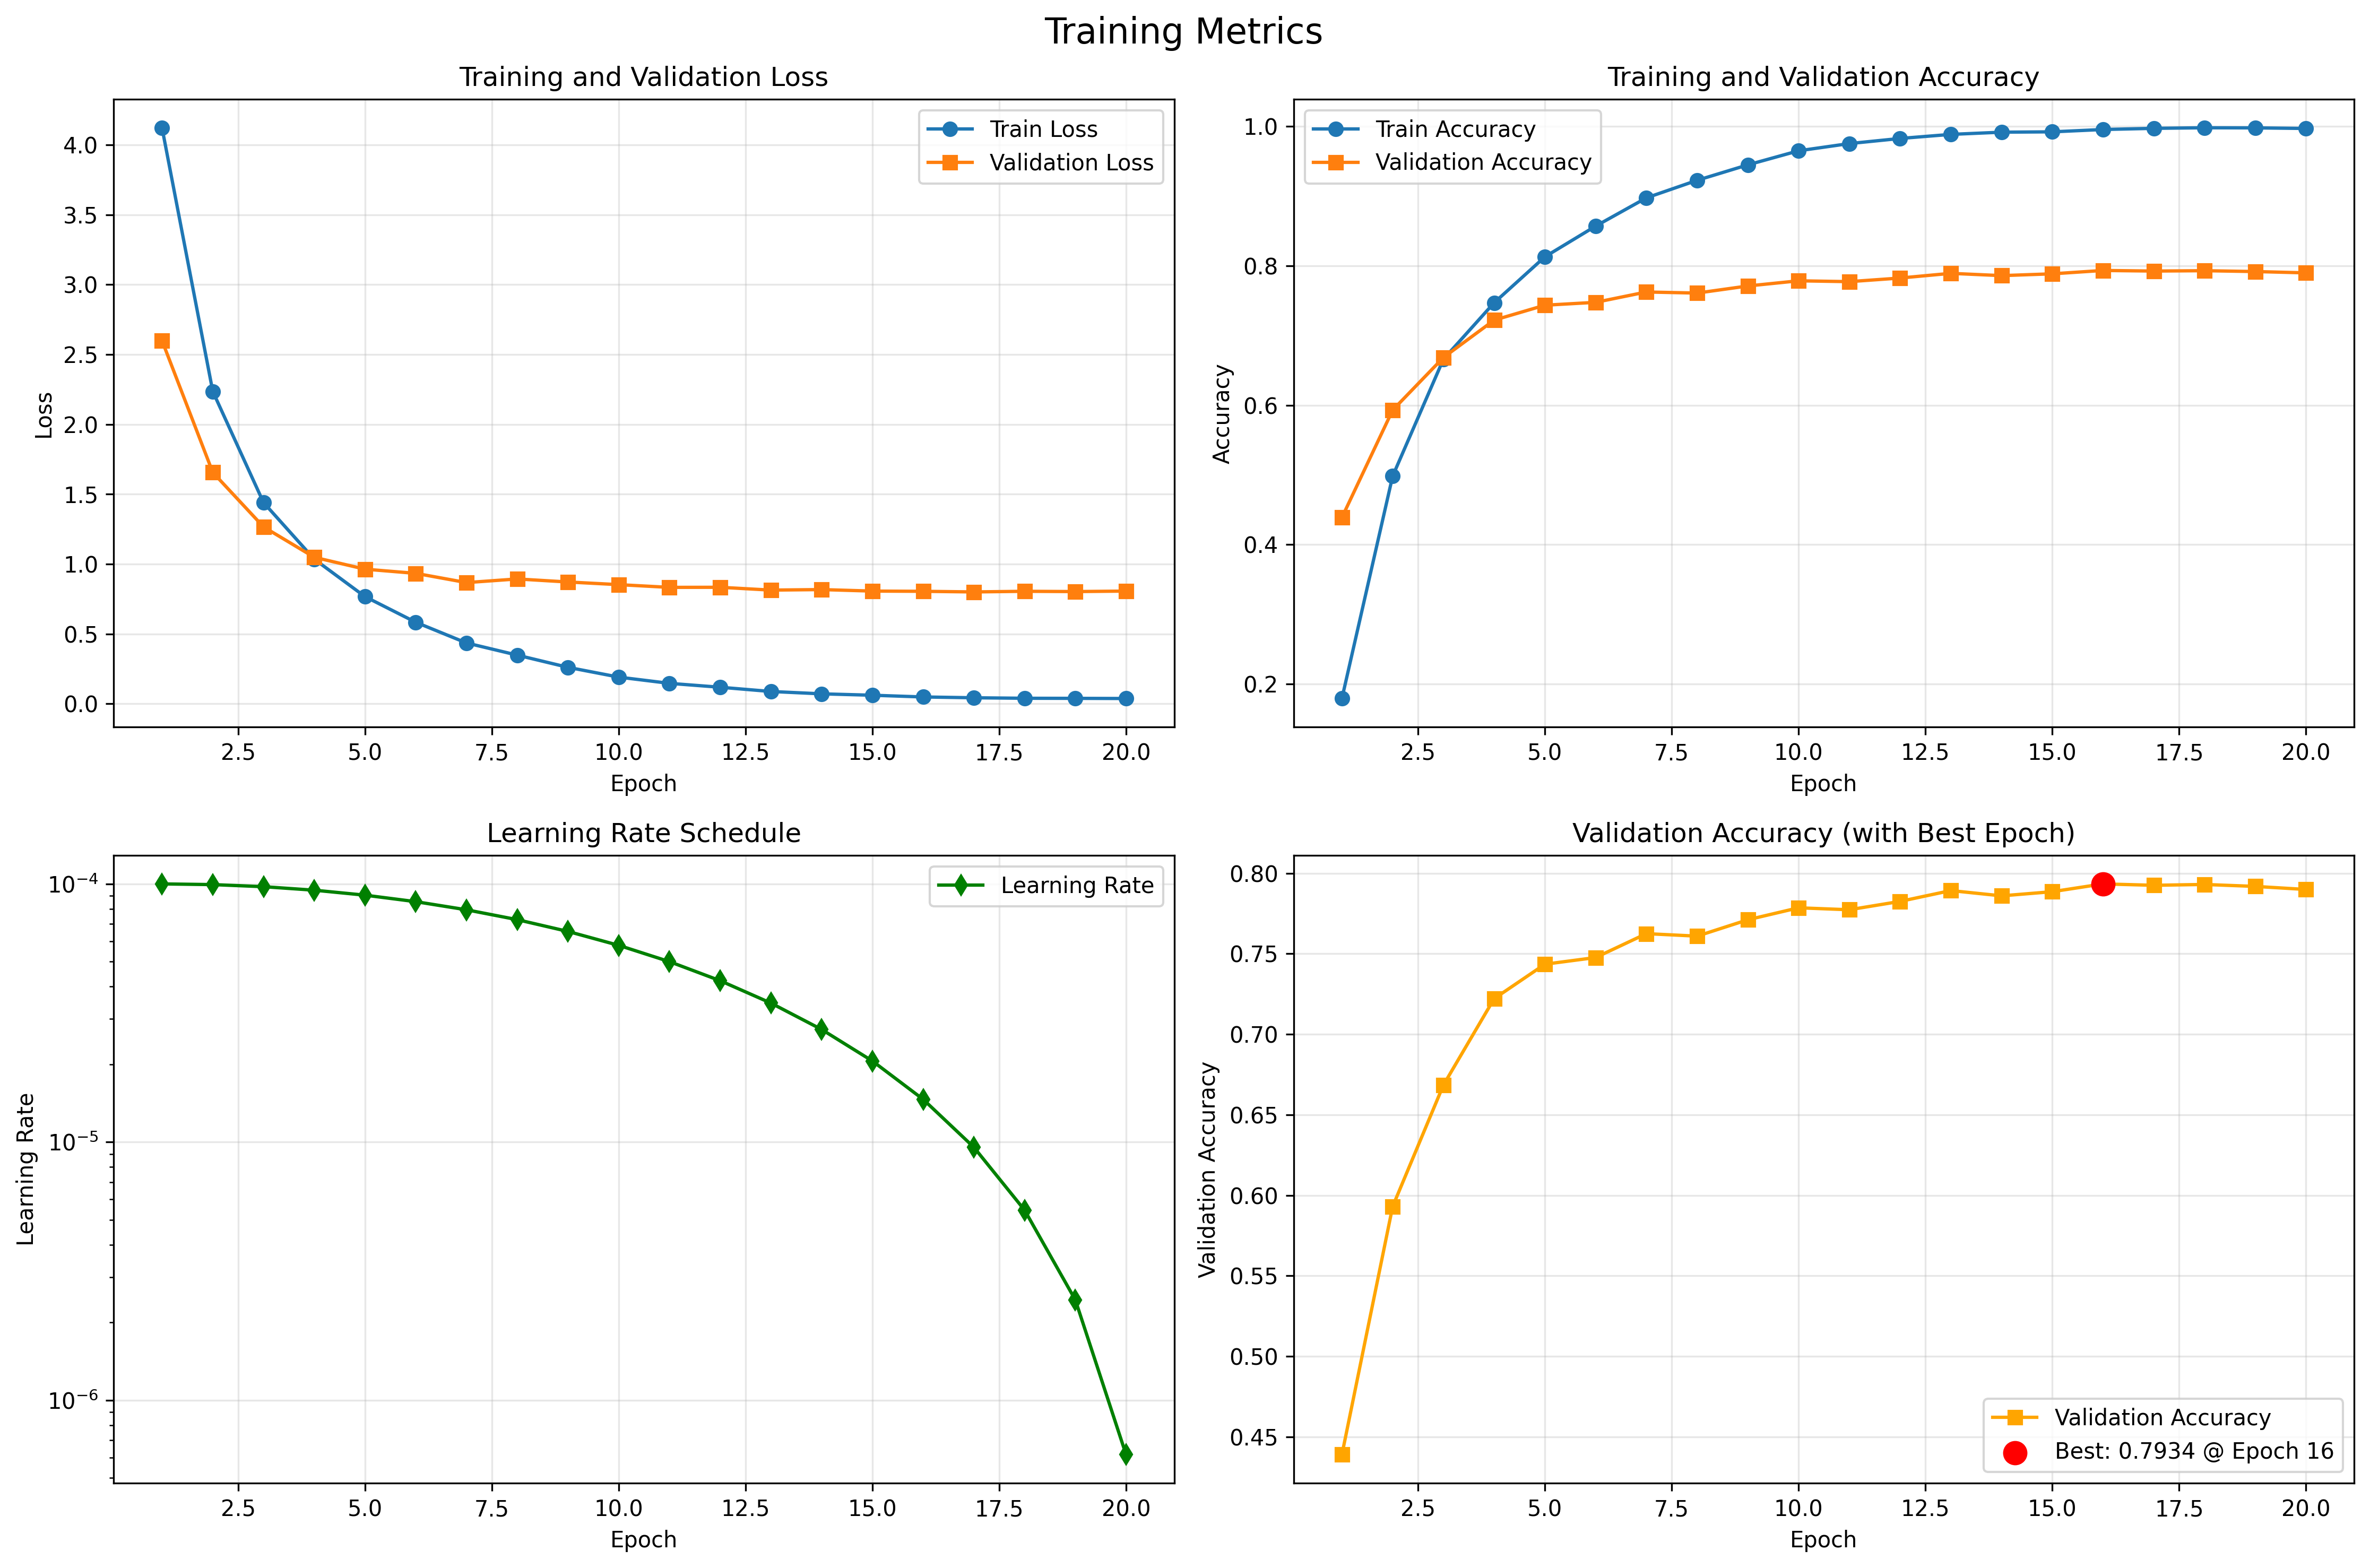 Training Metrics
Training and Validation Loss
Train Loss
Validation Loss
4.0
3.5
3.0
2.5
2.0
1.5
1.0
0.5
0.0
Loss
2.5 5.0 7.5 10.0 12.5 15.0 17.5 20.0
Epoch
Training and Validation Accuracy
Train Accuracy
Validation Accuracy
1.0
0.8
0.6
0.4
0.2
Accuracy
2.5 5.0 7.5 10.0 12.5 15.0 17.5 20.0
Epoch
Learning Rate Schedule
Learning Rate
10⁻⁴
10⁻⁵
10⁻⁶
Learning Rate
2.5 5.0 7.5 10.0 12.5 15.0 17.5 20.0
Epoch
Validation Accuracy (with Best Epoch)
0.80
0.75
0.70
0.65
0.60
0.55
0.50
0.45
Validation Accuracy
Validation Accuracy
Best: 0.7934 @ Epoch 16
2.5 5.0 7.5 10.0 12.5 15.0 17.5 20.0
Epoch